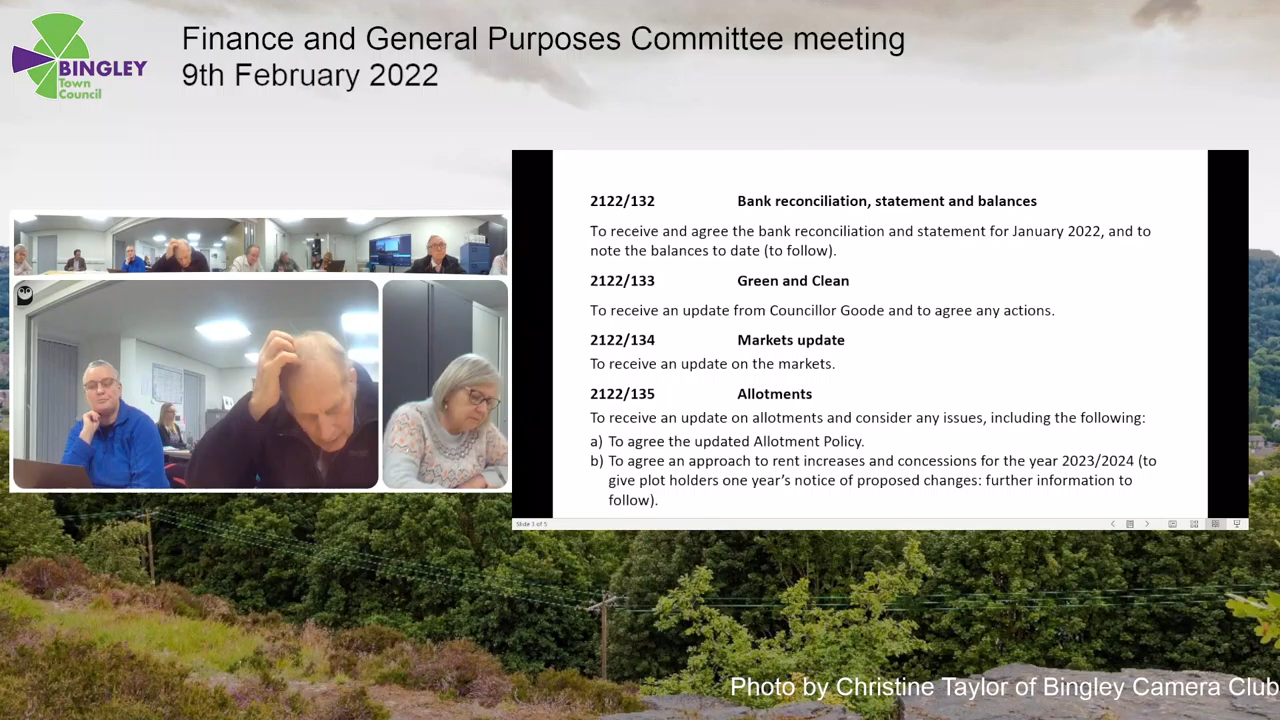 BINGLEY
Town
Council
Finance and General Purposes Committee meeting
9th February 2022
2122/132 Bank reconciliation, statement and balances
To receive and agree the bank reconciliation and statement for January 2022, and to
note the balances to date (to follow).
2122/133 Green and Clean
To receive an update from Councillor Goode and to agree any actions.
2122/134 Markets update
To receive an update on the markets.
2122/135 Allotments
To receive an update on allotments and consider any issues, including the following:
a) To agree the updated Allotment Policy.
b) To agree an approach to rent increases and concessions for the year 2023/2024 (to
give plot holders one year's notice of proposed changes: further information to
follow).
Photo by Christine Taylor of Bingley Camera Club